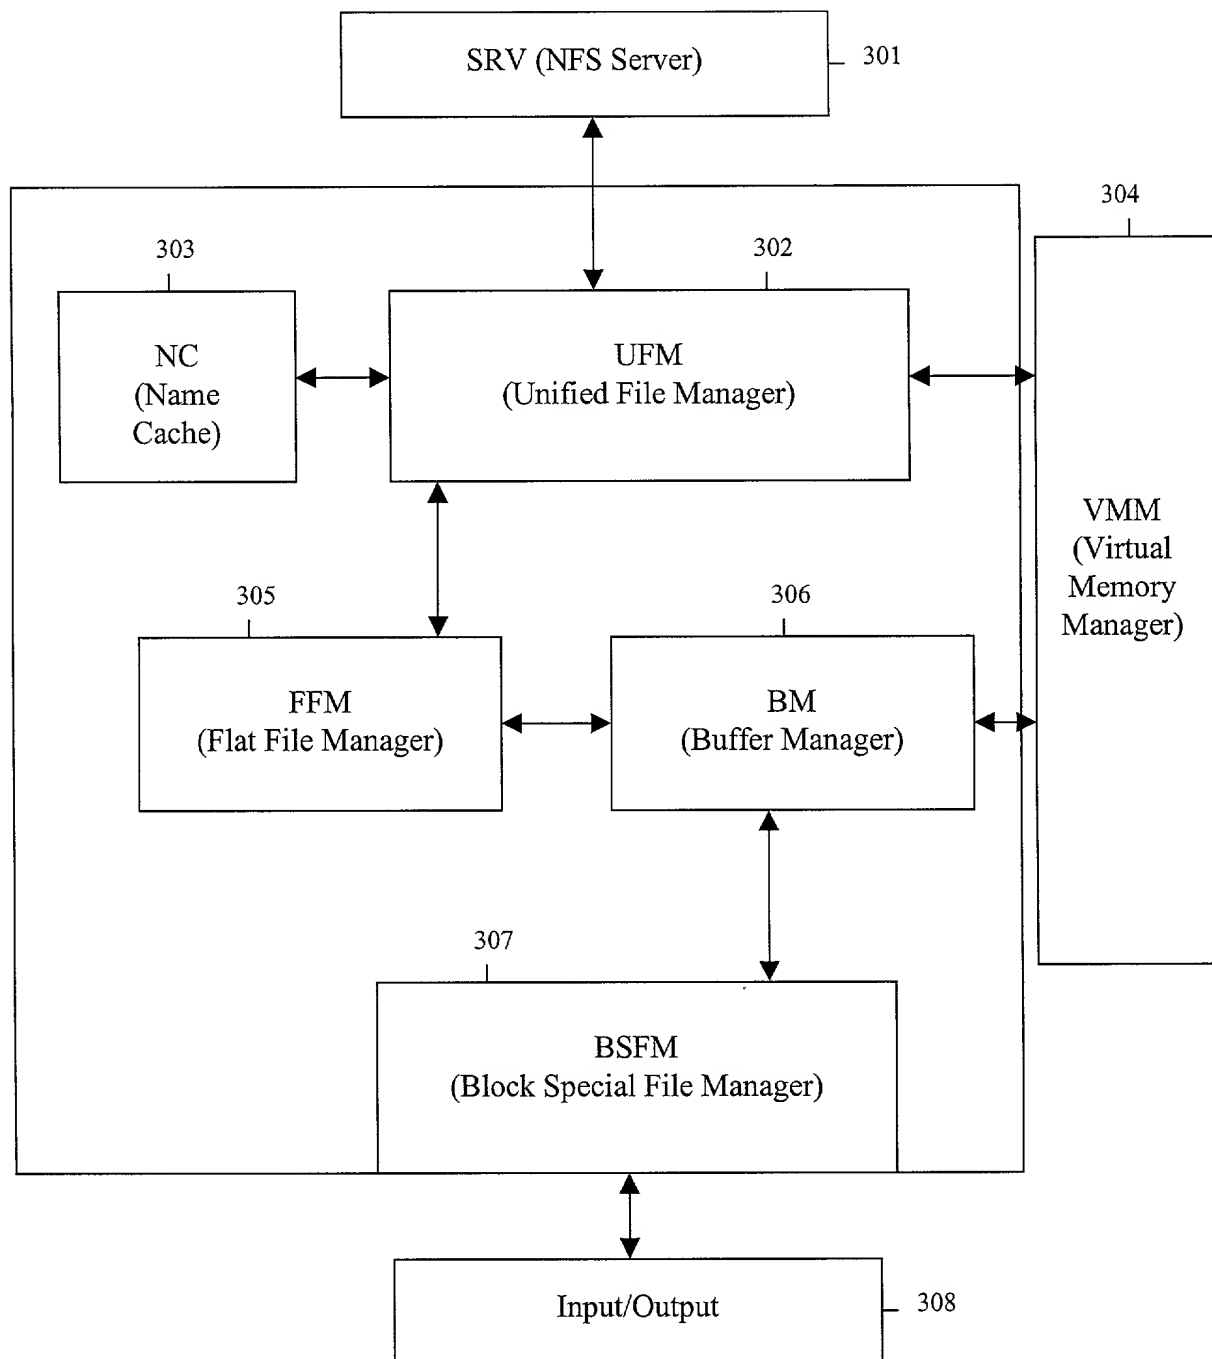 SRV (NFS Server)
301
304
303
302
NC
(Name
Cache)
UFM
(Unified File Manager)
VMM
(Virtual
Memory
Manager)
305
306
FFM
(Flat File Manager)
BM
(Buffer Manager)
307
BSFM
(Block Special File Manager)
Input/Output
308